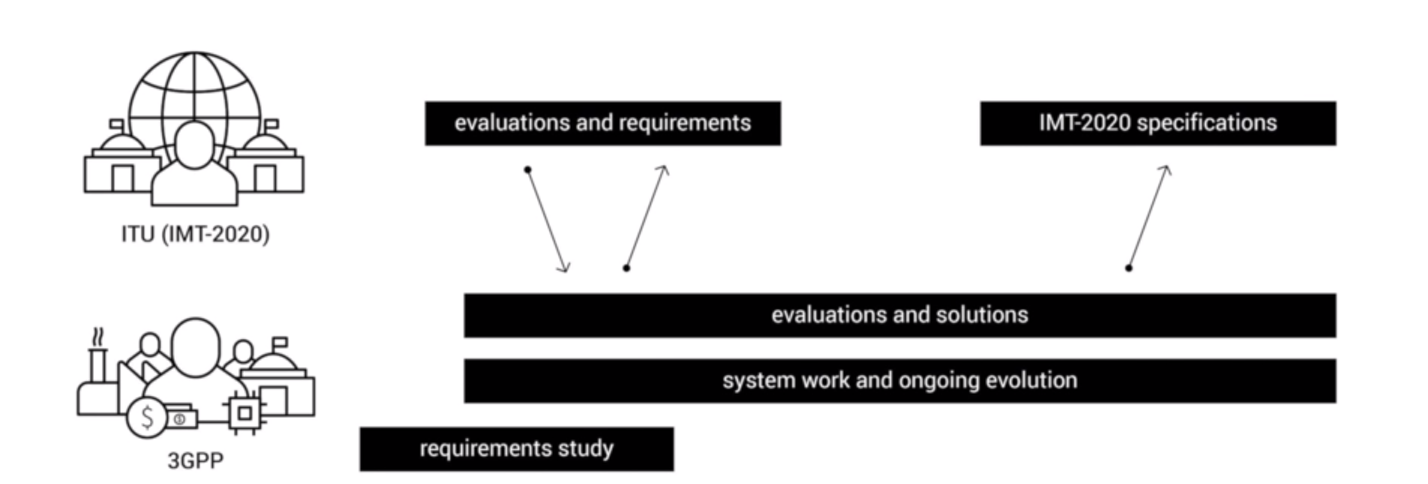 evaluations and requirements
IMT-2020 specifications
ITU (IMT-2020)
evaluations and solutions
system work and ongoing evolution
$
$
requirements study
3GPP